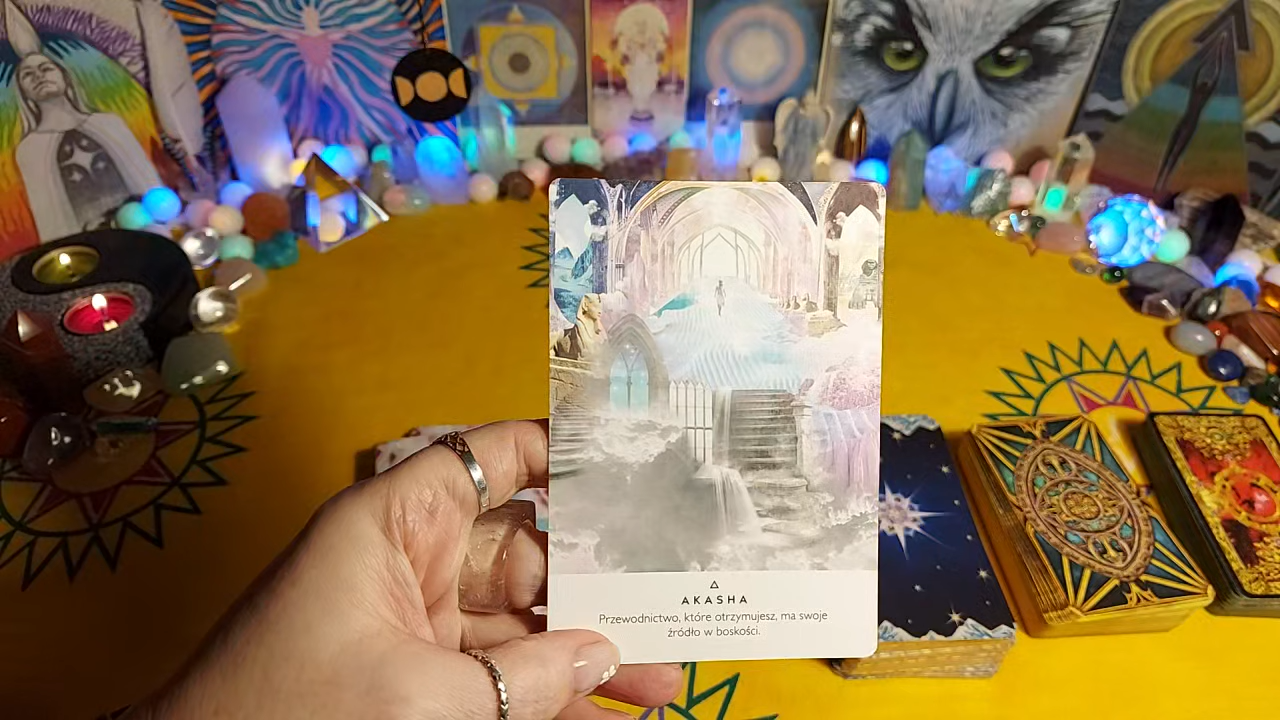 AKASHA
Przewodnictwo, które otrzymujesz, ma swoje
źródło w boskości.